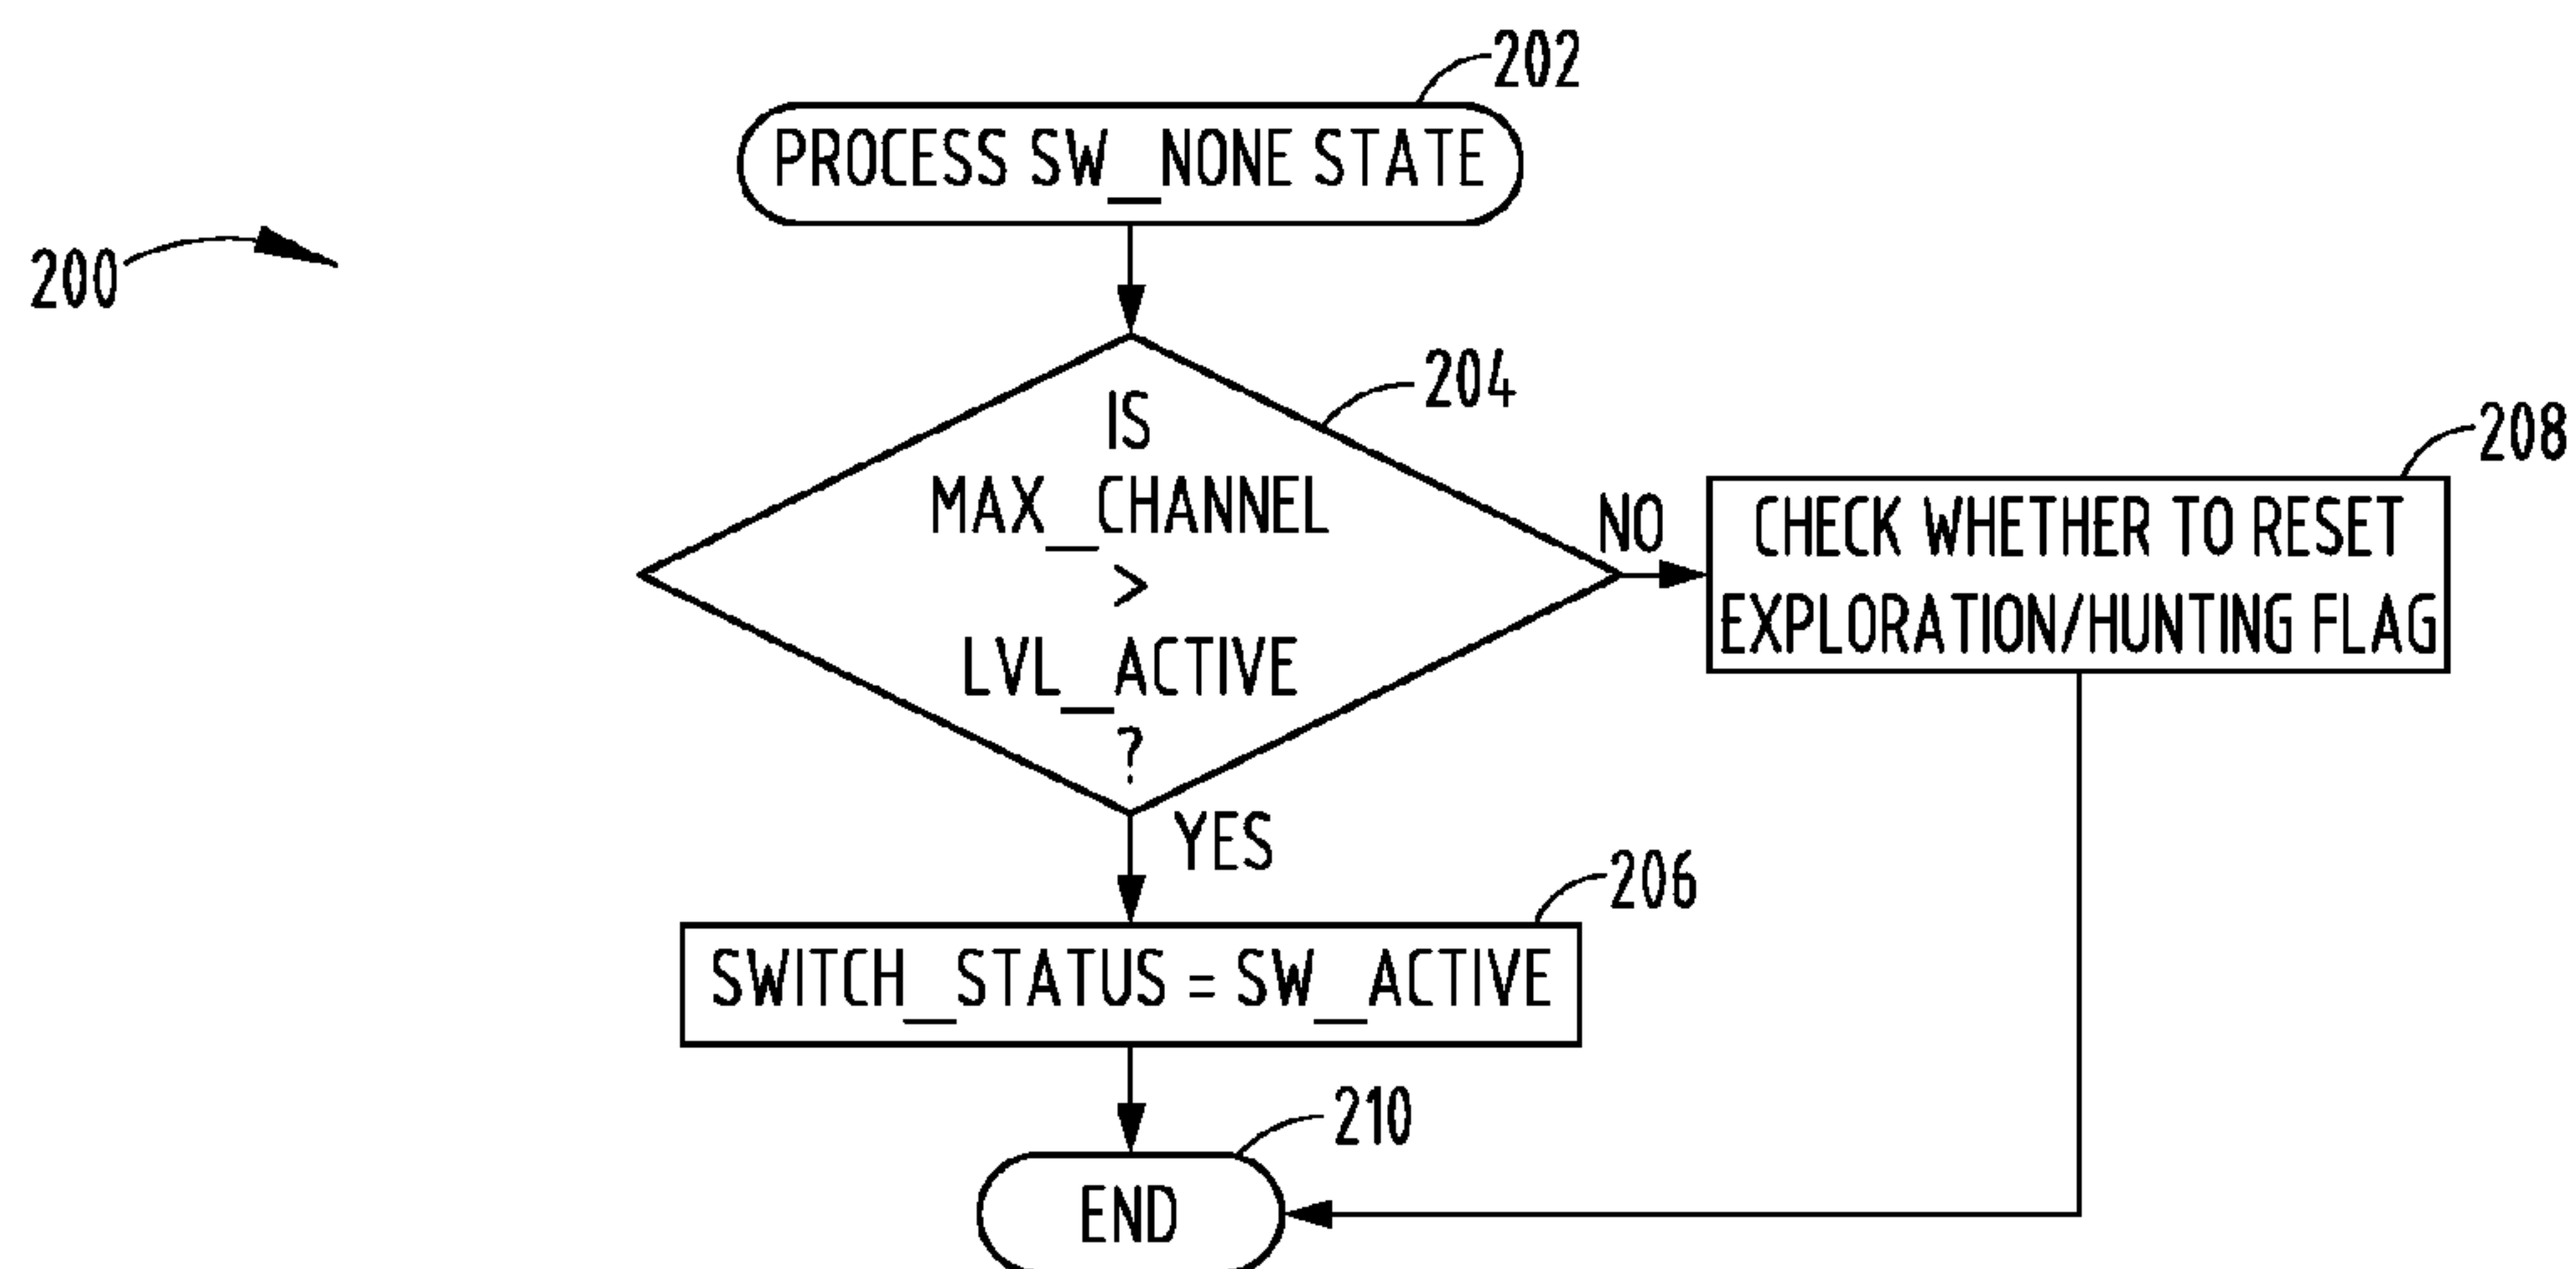 202
PROCESS SW_NONE STATE
200
204
IS
MAX_CHANNEL
>
LVL_ACTIVE
?
NO
208
CHECK WHETHER TO RESET
EXPLORATION/HUNTING FLAG
YES
206
SWITCH_STATUS = SW_ACTIVE
210
END